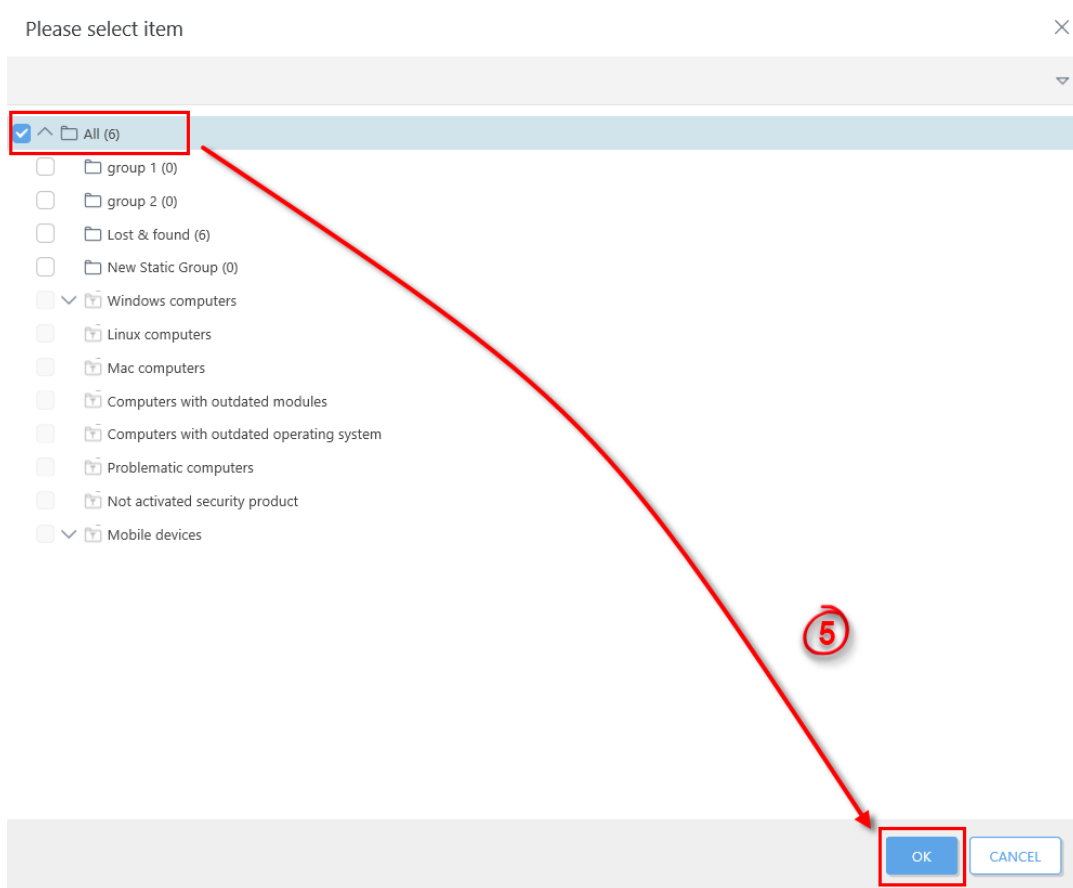 Please select item
All (6)
group 1 (0)
group 2 (0)
Lost & found (6)
New Static Group (0)
Windows computers
Linux computers
Mac computers
Computers with outdated modules
Computers with outdated operating system
Problematic computers
Not activated security product
Mobile devices
5
OK CANCEL